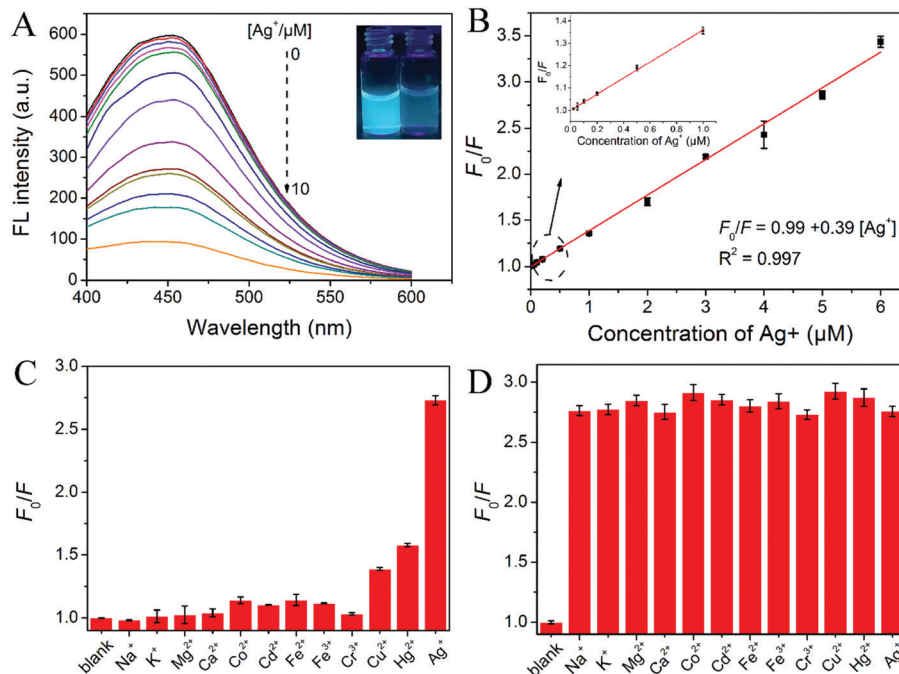 A
[Ag⁺/μM]
0
10
600
500
400
300
200
100
0
FL intensity (a.u.)
400
450
500
550
600
Wavelength (nm)
B
3.5
3.0
2.5
2.0
1.5
1.0
F₀/F
0
1
2
3
4
5
6
Concentration of Ag+ (μM)
1.4
1.3
1.2
1.1
1.0
F₀/F
0.0
0.2
0.4
0.6
0.8
1.0
Concentration of Ag⁺ (μM)
F₀/F = 0.99 +0.39 [Ag⁺]
R² = 0.997
C
3.0
2.5
2.0
1.5
1.0
F₀/F
blank
Na⁺
K⁺
Mg²⁺
Ca²⁺
Co²⁺
Cd²⁺
Fe²⁺
Fe³⁺
Cr³⁺
Cu²⁺
Hg²⁺
Ag⁺
D
3.0
2.5
2.0
1.5
1.0
F₀/F
blank
Na⁺
K⁺
Mg²⁺
Ca²⁺
Co²⁺
Cd²⁺
Fe²⁺
Fe³⁺
Cr³⁺
Cu²⁺
Hg²⁺
Ag⁺